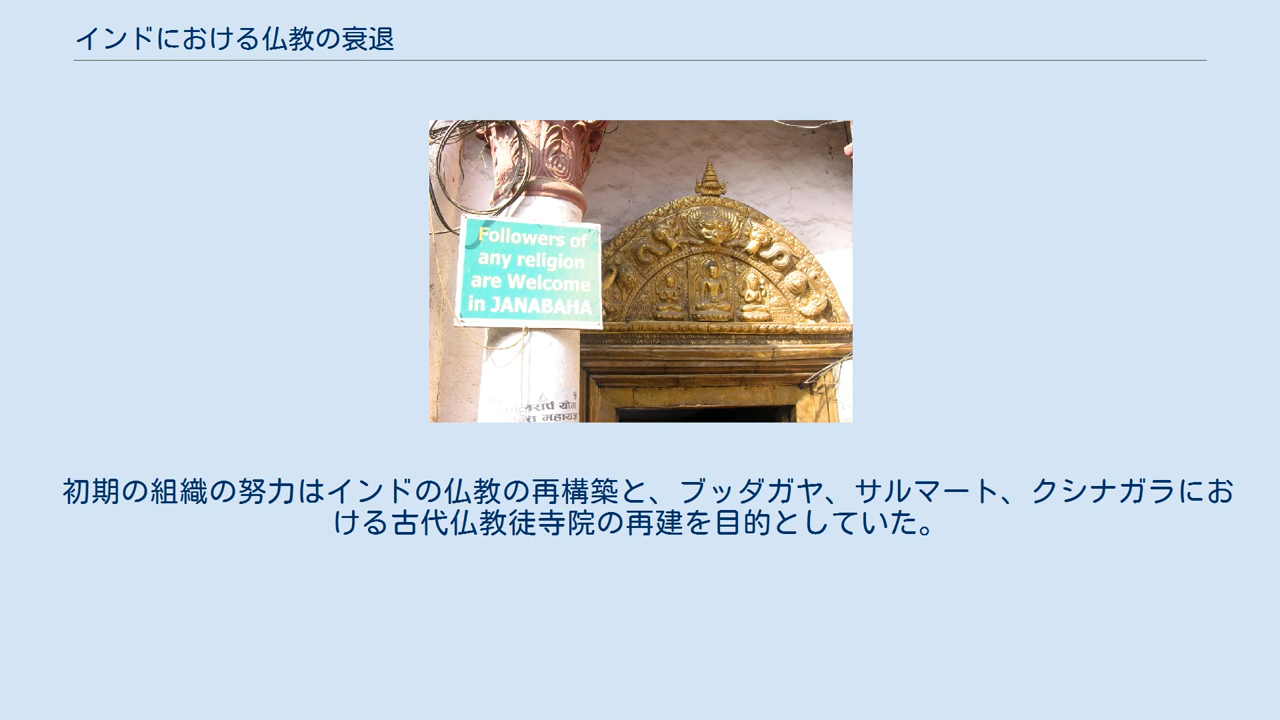 インドにおける仏教の衰退
Followers of
any religion
are Welcome
in JANABAHA
初期の組織の努力はインドの仏教の再構築と、ブッダガヤ、サルマート、クシナガラにお
ける古代仏教徒寺院の再建を目的としていた。